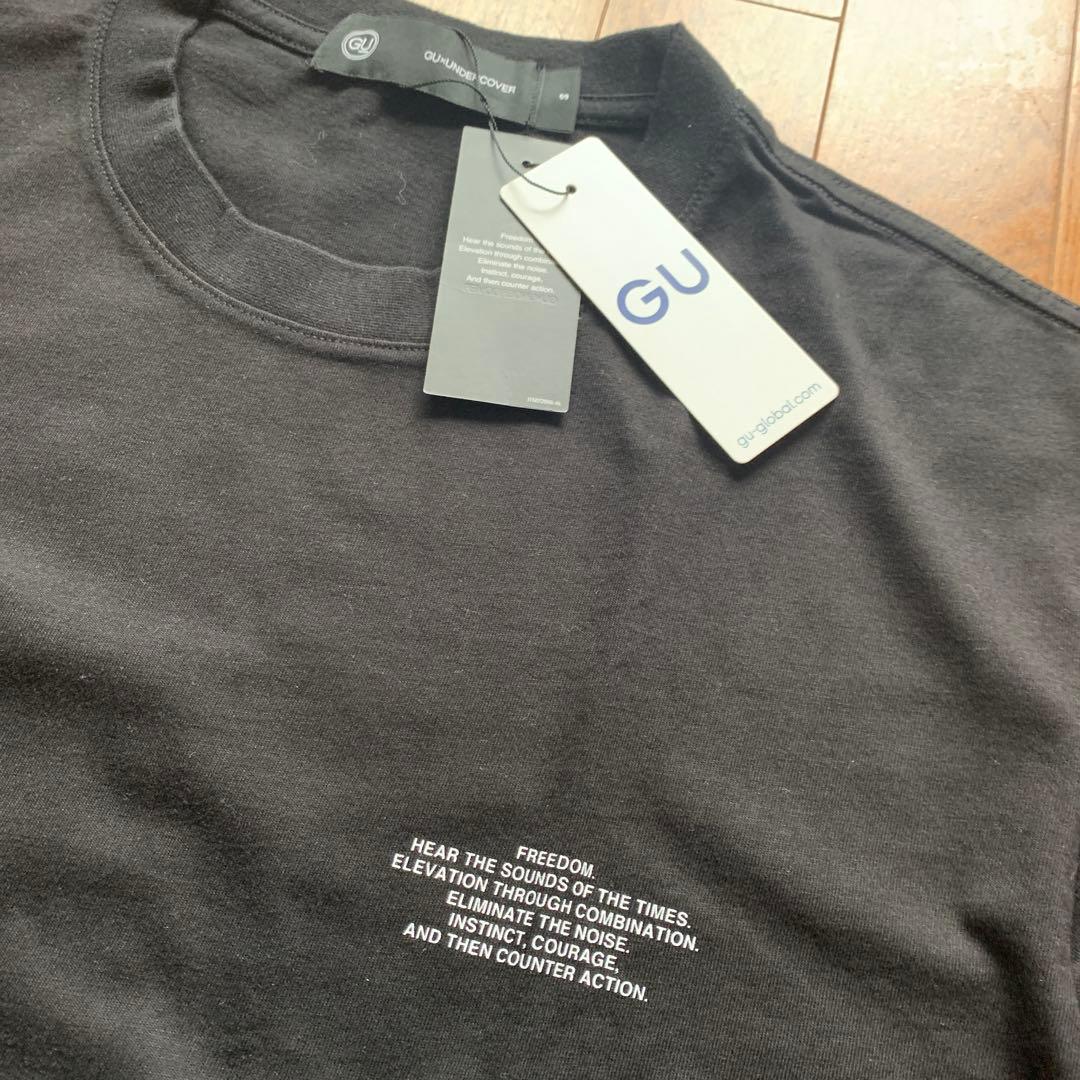 GU
GU×UNDERCOVER
Freedom
Hear the sounds of the
Elevation through
Eliminate the noise.
Instinct, courage,
And then counter action.
GU
gu-global.com
FREEDOM.
HEAR THE SOUNDS OF THE TIMES.
ELEVATION THROUGH COMBINATION.
ELIMINATE THE NOISE.
INSTINCT, COURAGE,
AND THEN COUNTER ACTION.